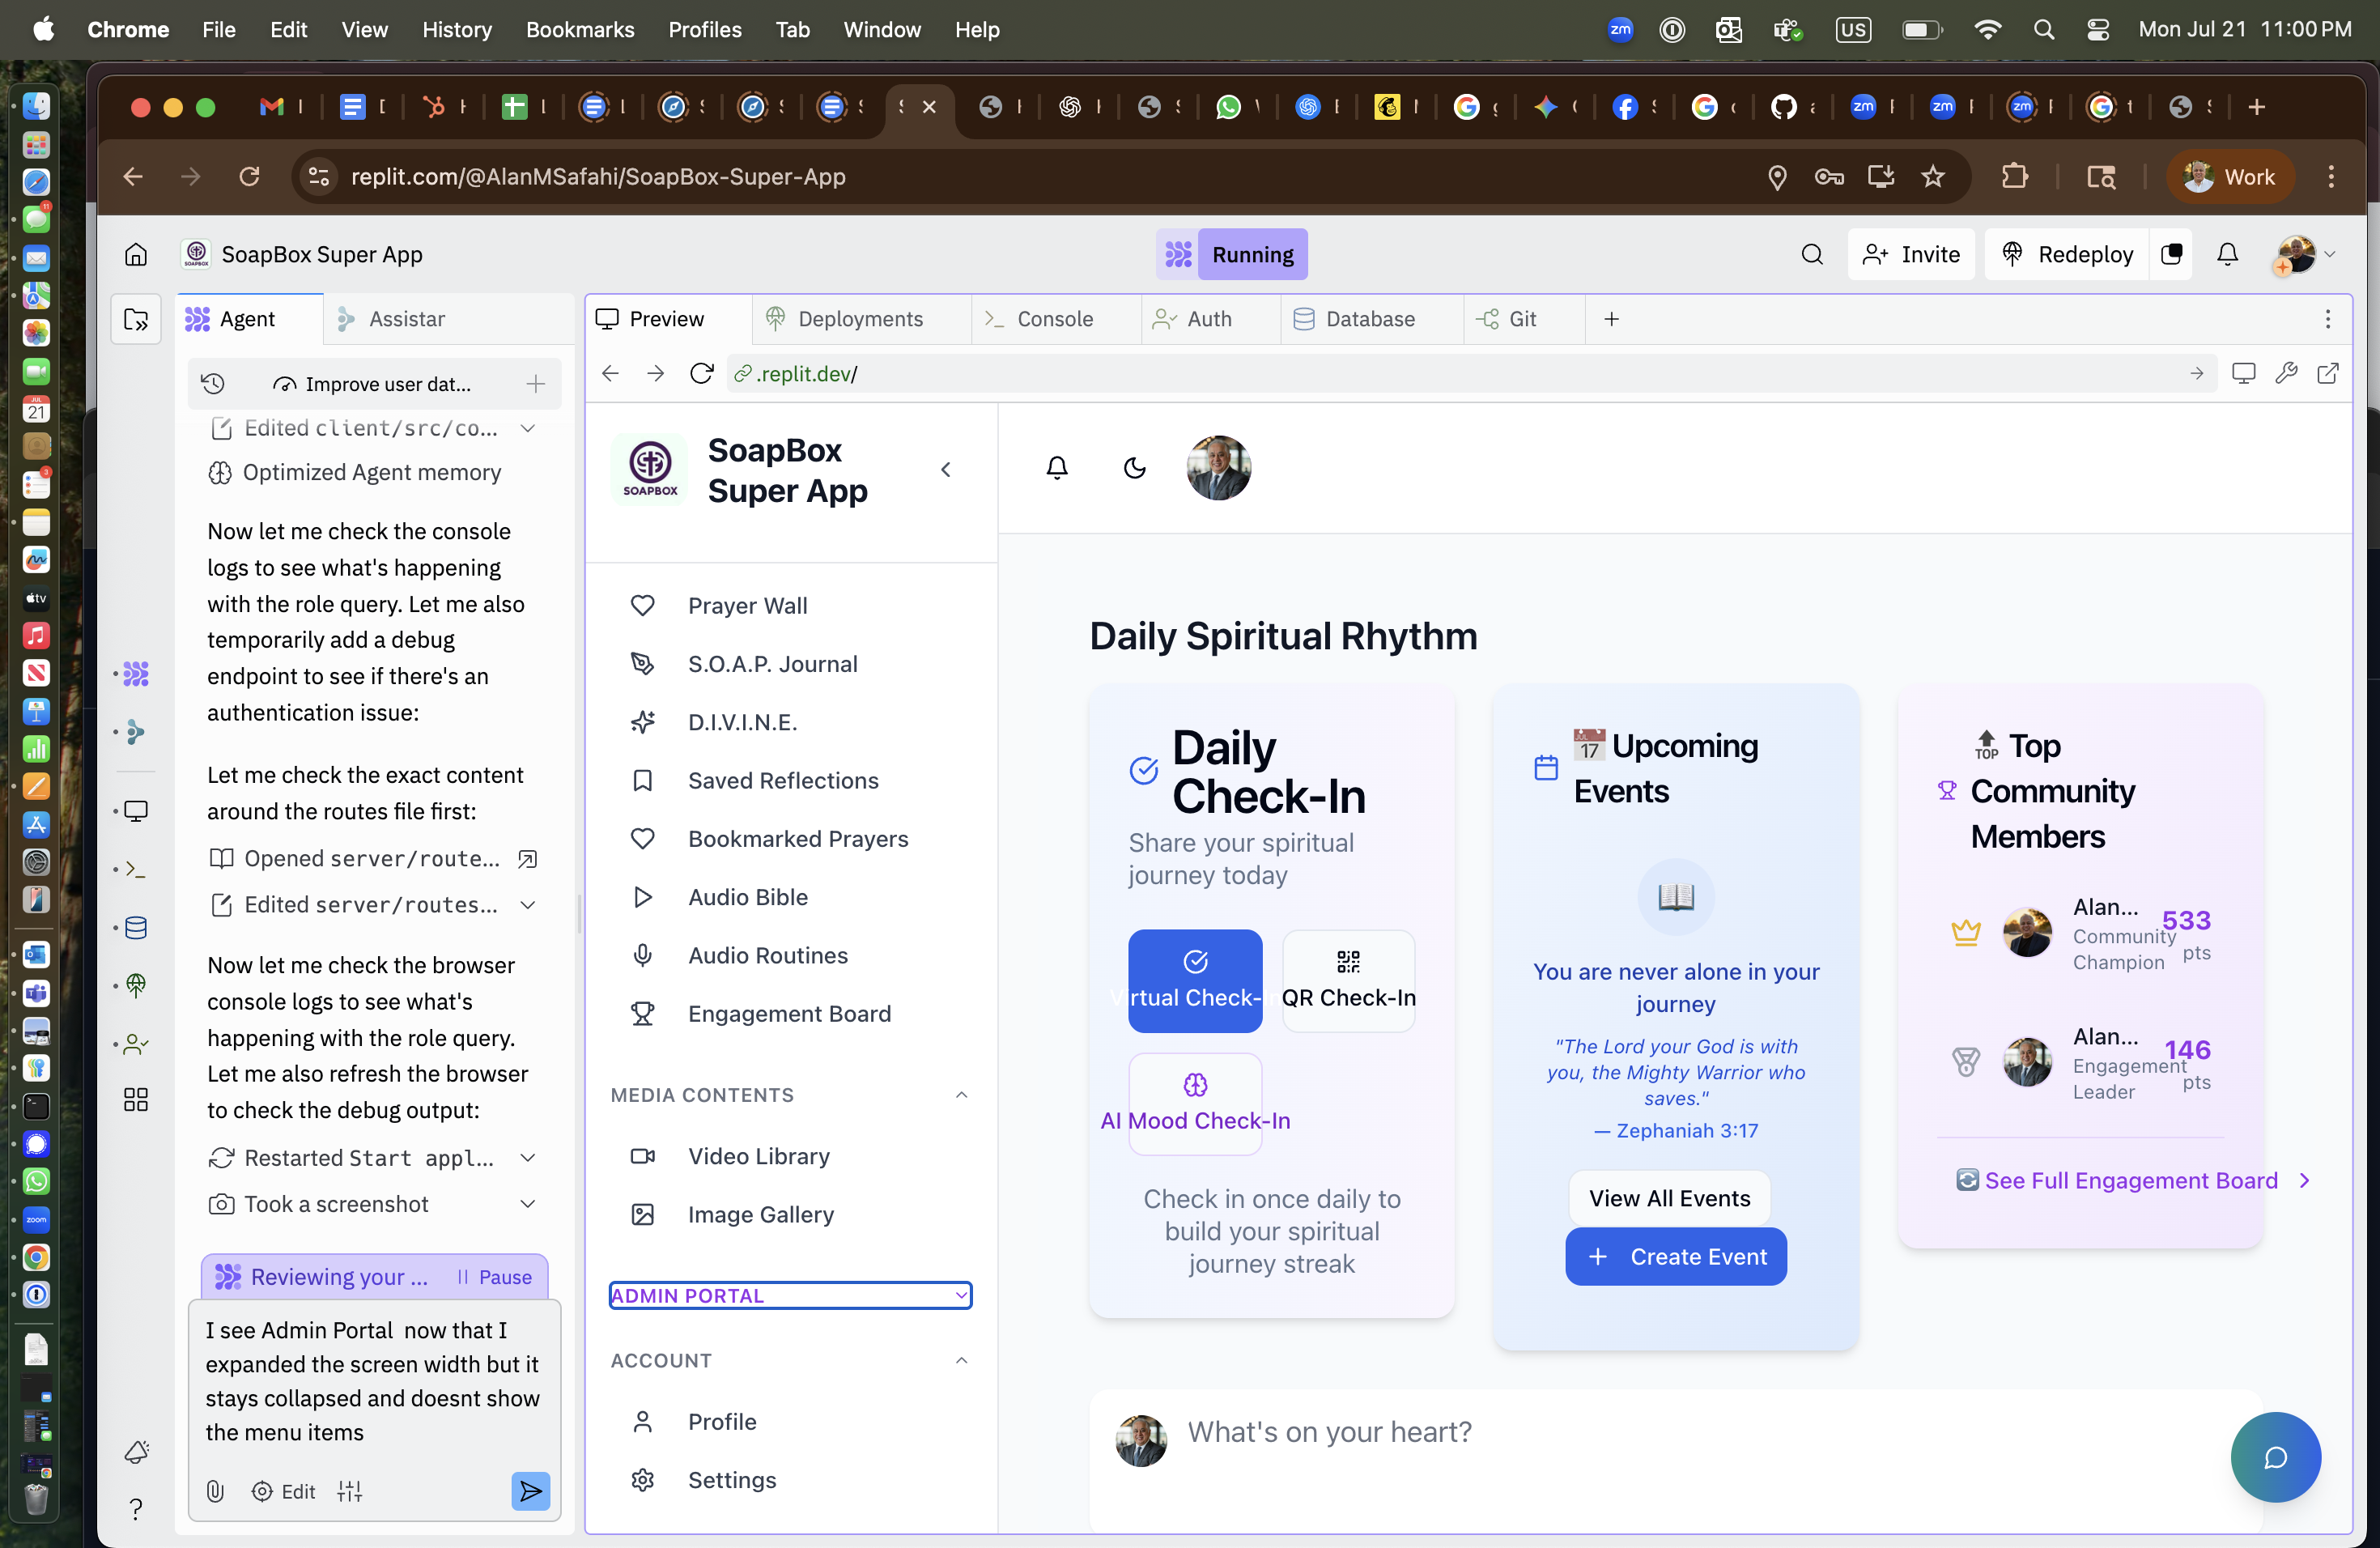 Chrome File Edit View History Bookmarks Profiles Tab Window Help
zm
US
Mon Jul 21 11:00 PM
replit.com/@AlanMSafahi/SoapBox-Super-App
Work
SoapBox Super App
Running
Invite
Redeploy
Agent
Assistar
Preview
Deployments
Console
Auth
Database
Git
Improve user dat...
.replit.dev/
Edited client/src/co...
Optimized Agent memory
Now let me check the console
logs to see what's happening
with the role query. Let me also
temporarily add a debug
endpoint to see if there's an
authentication issue:
Let me check the exact content
around the routes file first:
Opened server/route...
Edited server/routes...
Now let me check the browser
console logs to see what's
happening with the role query.
Let me also refresh the browser
to check the debug output:
Restarted Start appl...
Took a screenshot
Reviewing your ...
Pause
I see Admin Portal  now that I
expanded the screen width but it
stays collapsed and doesnt show
the menu items
Edit
SOAPBOX
SoapBox
Super App
Prayer Wall
S.O.A.P. Journal
D.I.V.I.N.E.
Saved Reflections
Bookmarked Prayers
Audio Bible
Audio Routines
Engagement Board
MEDIA CONTENTS
Video Library
Image Gallery
ADMIN PORTAL
ACCOUNT
Profile
Settings
Daily Spiritual Rhythm
Daily
Check-In
Share your spiritual
journey today
Virtual Check-In
QR Check-In
AI Mood Check-In
Check in once daily to
build your spiritual
journey streak
17
Upcoming
Events
You are never alone in your
journey
"The Lord your God is with
you, the Mighty Warrior who
saves."
— Zephaniah 3:17
View All Events
+ Create Event
TOP
Top
Community
Members
Alan...
533
Community
Champion
pts
Alan...
146
Engagement
Leader
pts
See Full Engagement Board
What's on your heart?
tv
JUL
21
zoom